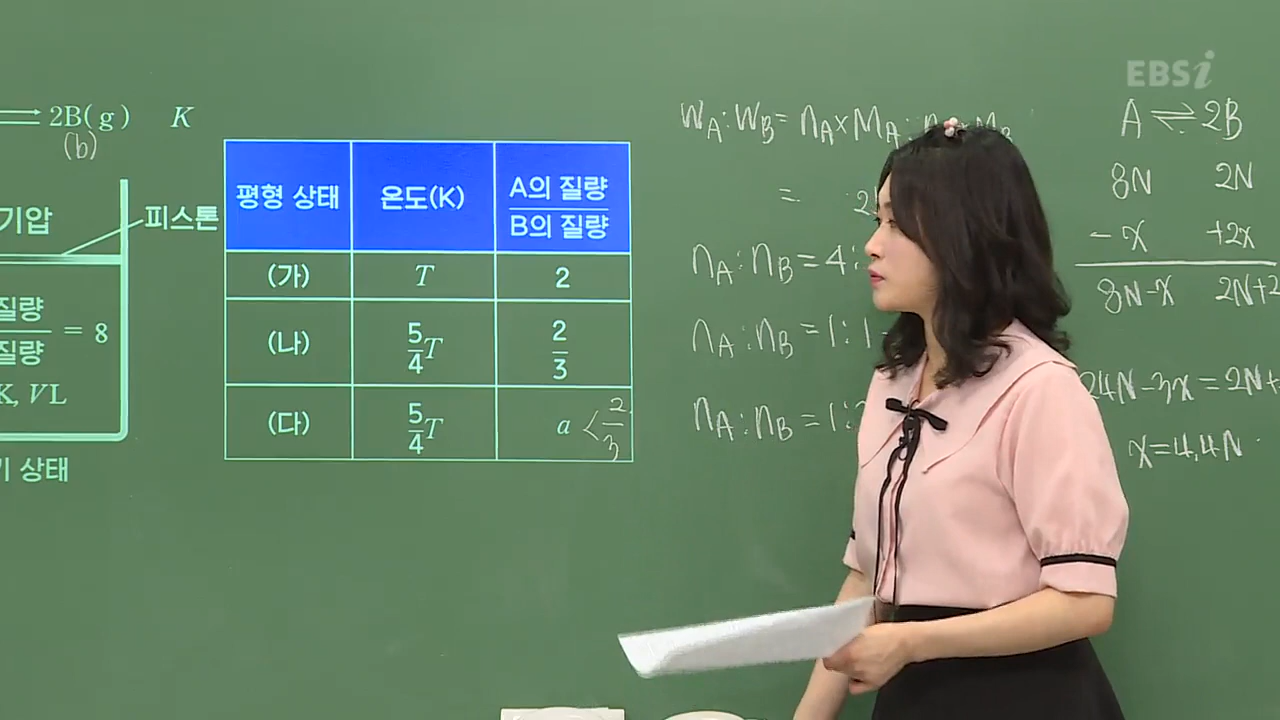 EBSi
⇌ 2B(g) K
(b)
기압
피스톤
질량
질량
= 8
K, VL
기 상태
평형 상태 온도(K) A의 질량/B의 질량
(가) T 2
(나) 5/4 T 2/3
(다) 5/4 T a < 2/3
W_A : W_B = n_A × M_A :
=
n_A : n_B = 4 :
n_A : n_B = 1 : 1
n_A : n_B = 1 :
A ⇌ 2B
8N 2N
-x +2x
8N-x 2N+2
24N-3x = 2N+
x = 4.4N